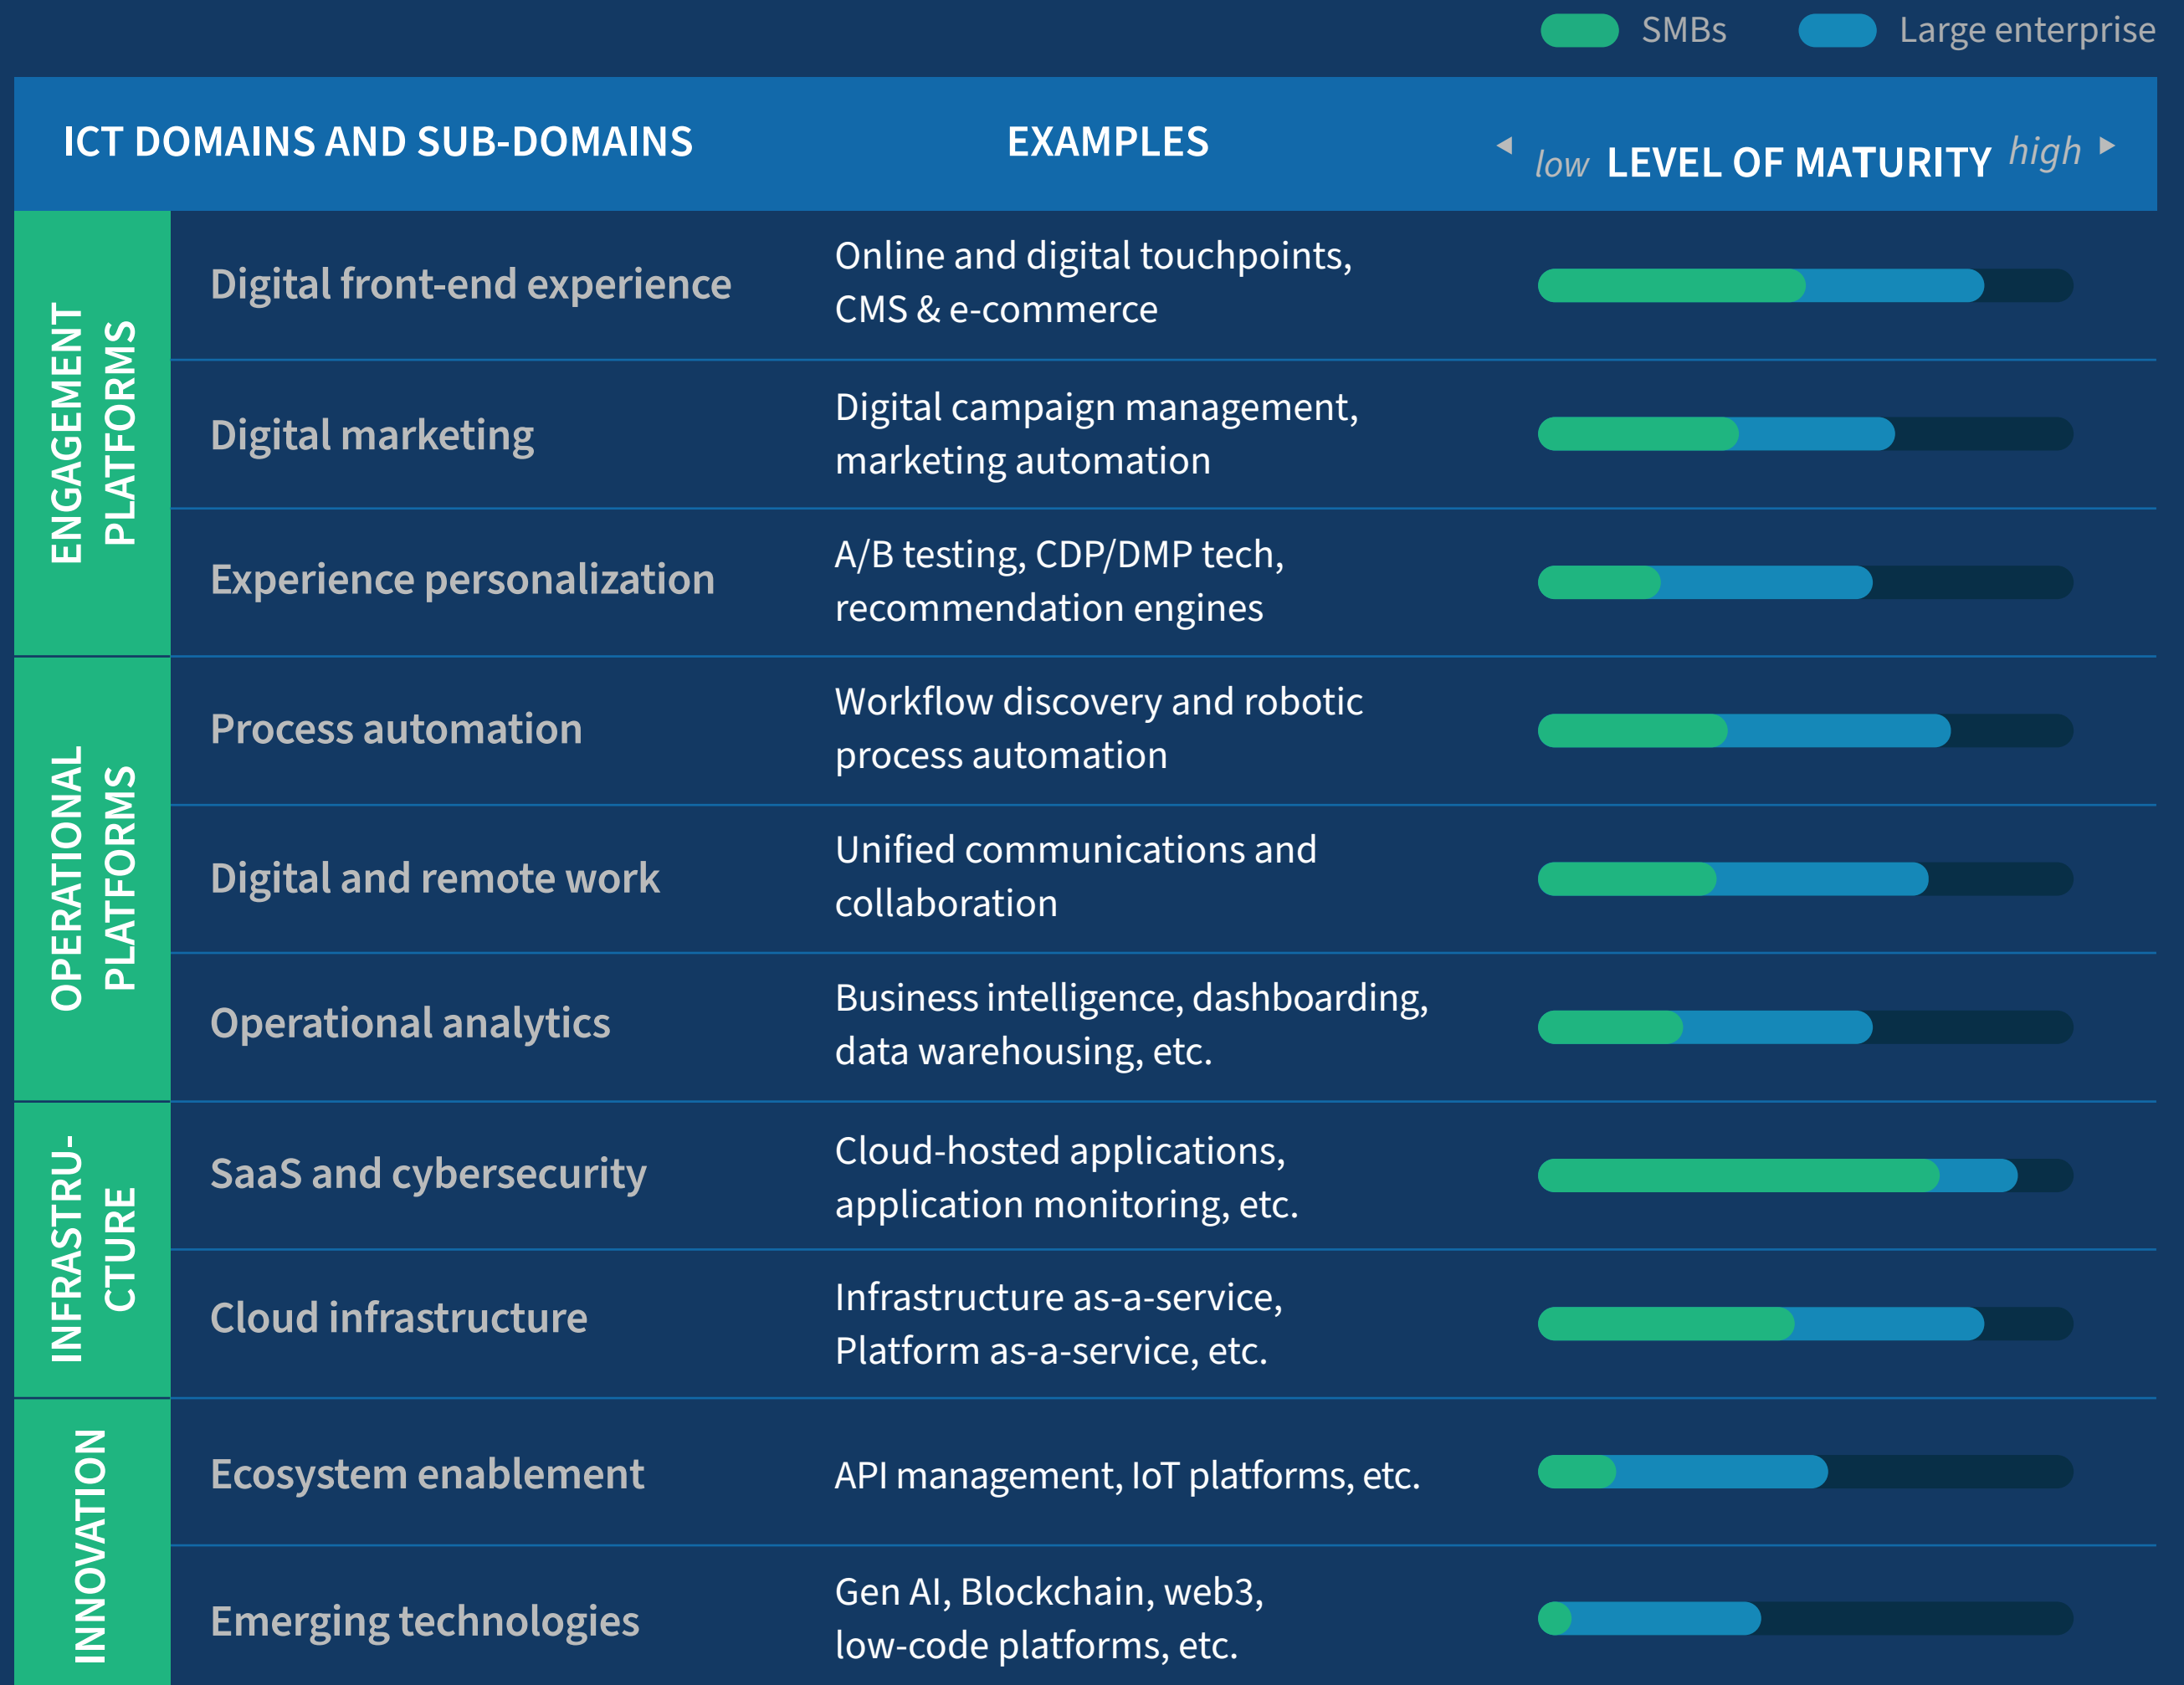 SMBs
Large enterprise
ICT DOMAINS AND SUB-DOMAINS
EXAMPLES
low LEVEL OF MATURITY high
ENGAGEMENT
PLATFORMS
Digital front-end experience
Online and digital touchpoints,
CMS & e-commerce
Digital marketing
Digital campaign management,
marketing automation
Experience personalization
A/B testing, CDP/DMP tech,
recommendation engines
OPERATIONAL
PLATFORMS
Process automation
Workflow discovery and robotic
process automation
Digital and remote work
Unified communications and
collaboration
Operational analytics
Business intelligence, dashboarding,
data warehousing, etc.
INFRASTRU-
CTURE
SaaS and cybersecurity
Cloud-hosted applications,
application monitoring, etc.
Cloud infrastructure
Infrastructure as-a-service,
Platform as-a-service, etc.
INNOVATION
Ecosystem enablement
API management, IoT platforms, etc.
Emerging technologies
Gen AI, Blockchain, web3,
low-code platforms, etc.